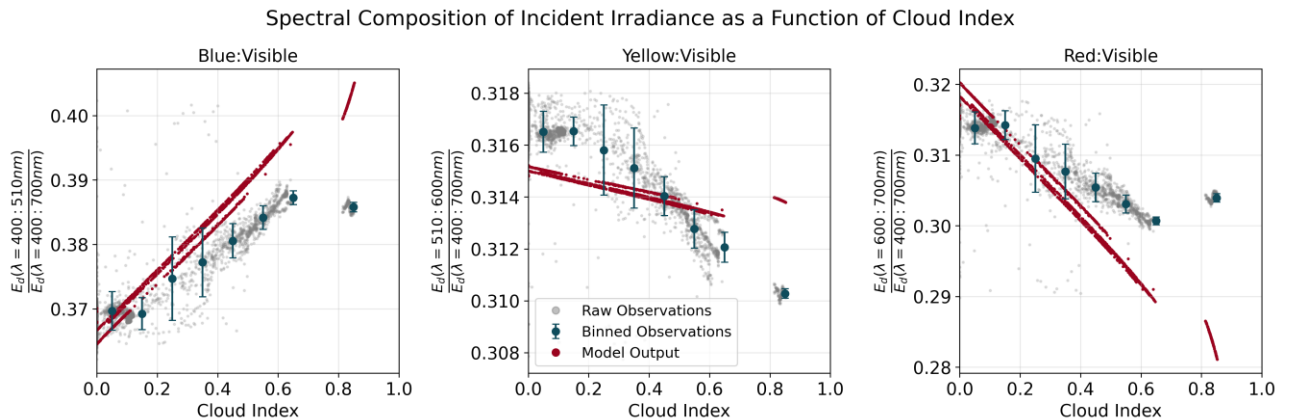 Spectral Composition of Incident Irradiance as a Function of Cloud Index
Blue:Visible
E_d(λ = 400 : 510nm)
E_d(λ = 400 : 700nm)
0.40
0.39
0.38
0.37
0.0 0.2 0.4 0.6 0.8 1.0
Cloud Index
Yellow:Visible
E_d(λ = 510 : 600nm)
E_d(λ = 400 : 700nm)
0.318
0.316
0.314
0.312
0.310
0.308
Raw Observations
Binned Observations
Model Output
0.0 0.2 0.4 0.6 0.8 1.0
Cloud Index
Red:Visible
E_d(λ = 600 : 700nm)
E_d(λ = 400 : 700nm)
0.32
0.31
0.30
0.29
0.28
0.0 0.2 0.4 0.6 0.8 1.0
Cloud Index